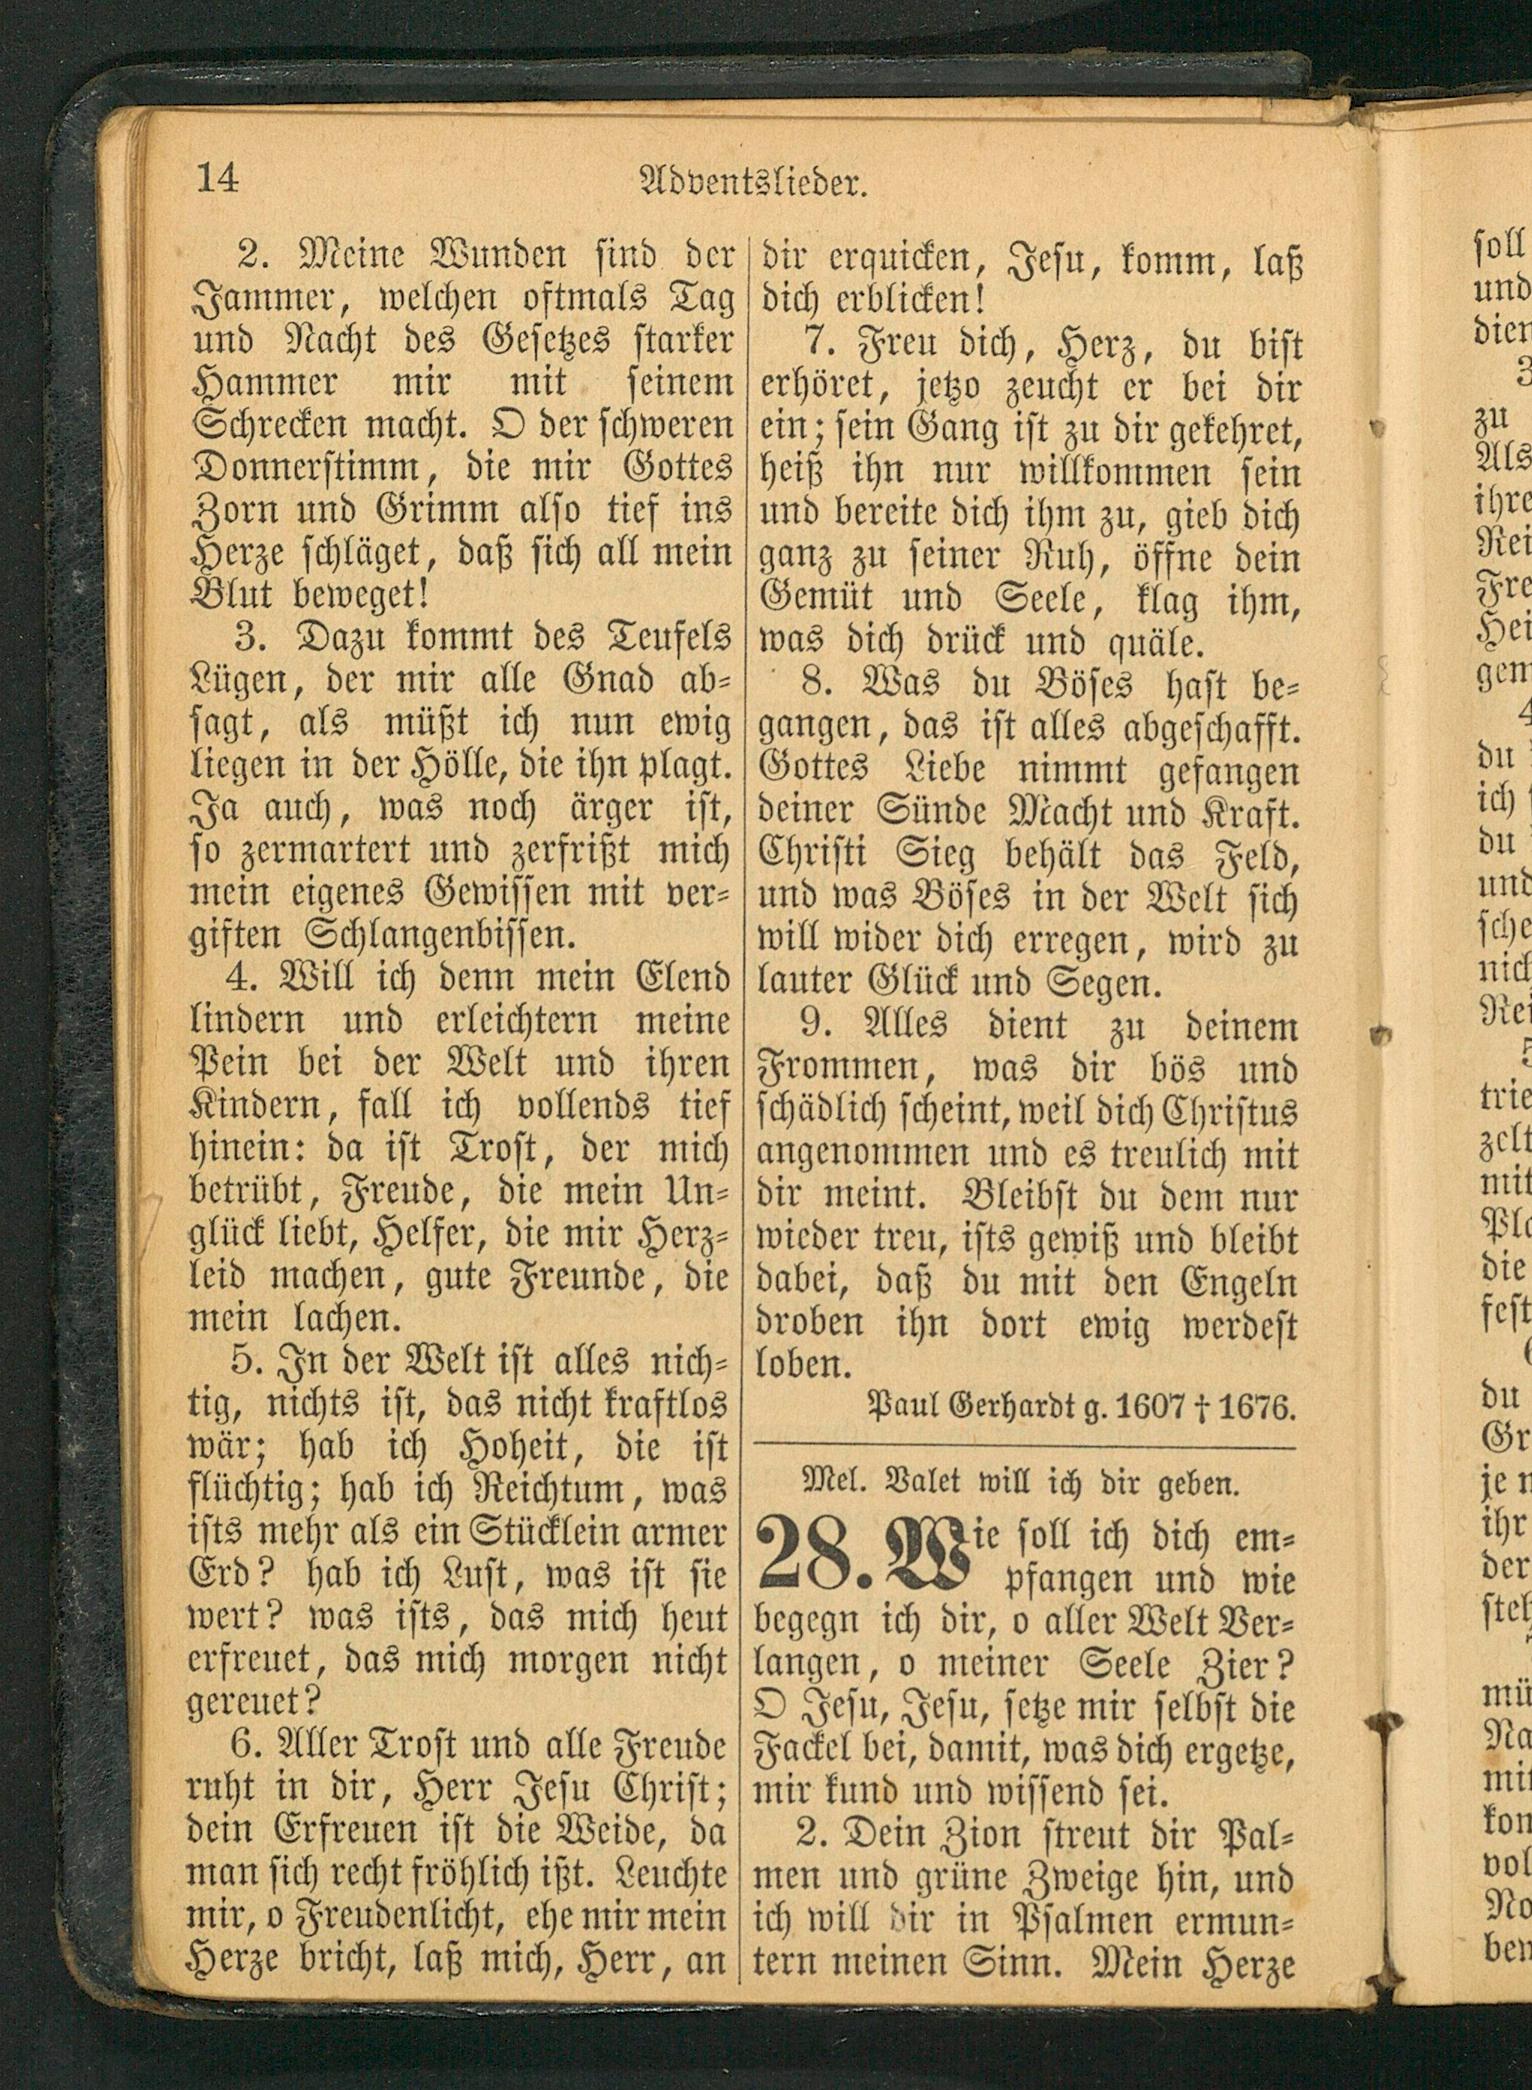 14
Adventslieder.
2. Meine Wunden sind der
Jammer, welchen oftmals Tag
und Nacht des Gesetzes starker
Hammer mir mit seinem
Schrecken macht. O der schweren
Donnerstimm, die mir Gottes
Zorn und Grimm also tief ins
Herze schläget, daß sich all mein
Blut beweget!
3. Dazu kommt des Teufels
Lügen, der mir alle Gnad ab-
sagt, als müßt ich nun ewig
liegen in der Hölle, die ihn plagt.
Ja auch, was noch ärger ist,
so zermartert und zerfrißt mich
mein eigenes Gewissen mit ver-
giften Schlangenbissen.
4. Will ich denn mein Elend
lindern und erleichtern meine
Pein bei der Welt und ihren
Kindern, fall ich vollends tief
hinein: da ist Trost, der mich
betrübt, Freude, die mein Un-
glück liebt, Helfer, die mir Herz-
leid machen, gute Freunde, die
mein lachen.
5. In der Welt ist alles nich-
tig, nichts ist, das nicht kraftlos
wär; hab ich Hoheit, die ist
flüchtig; hab ich Reichtum, was
ists mehr als ein Stücklein armer
Erd? hab ich Lust, was ist sie
wert? was ists, das mich heut
erfreuet, das mich morgen nicht
gereuet?
6. Aller Trost und alle Freude
ruht in dir, Herr Jesu Christ;
dein Erfreuen ist die Weide, da
man sich recht fröhlich ißt. Leuchte
mir, o Freudenlicht, ehe mir mein
Herze bricht, laß mich, Herr, an
dir erquicken, Jesu, komm, laß
dich erblicken!
7. Freu dich, Herz, du bist
erhöret, jetzo zeucht er bei dir
ein; sein Gang ist zu dir gekehret,
heiß ihn nur willkommen sein
und bereite dich ihm zu, gieb dich
ganz zu seiner Ruh, öffne dein
Gemüt und Seele, klag ihm,
was dich drück und quäle.
8. Was du Böses hast be-
gangen, das ist alles abgeschafft.
Gottes Liebe nimmt gefangen
deiner Sünde Macht und Kraft.
Christi Sieg behält das Feld,
und was Böses in der Welt sich
will wider dich erregen, wird zu
lauter Glück und Segen.
9. Alles dient zu deinem
Frommen, was dir bös und
schädlich scheint, weil dich Christus
angenommen und es treulich mit
dir meint. Bleibst du dem nur
wieder treu, ists gewiß und bleibt
dabei, daß du mit den Engeln
droben ihn dort ewig werdest
loben.
Paul Gerhardt g. 1607 † 1676.
Mel. Valet will ich dir geben.
28. Wie soll ich dich em-
pfangen und wie
begegn ich dir, o aller Welt Ver-
langen, o meiner Seele Zier?
O Jesu, Jesu, setze mir selbst die
Fackel bei, damit, was dich ergetze,
mir kund und wissend sei.
2. Dein Zion streut dir Pal-
men und grüne Zweige hin, und
ich will dir in Psalmen ermun-
tern meinen Sinn. Mein Herze
soll
und
zu
ich
du
und
mit
die
du
je
ihr
der